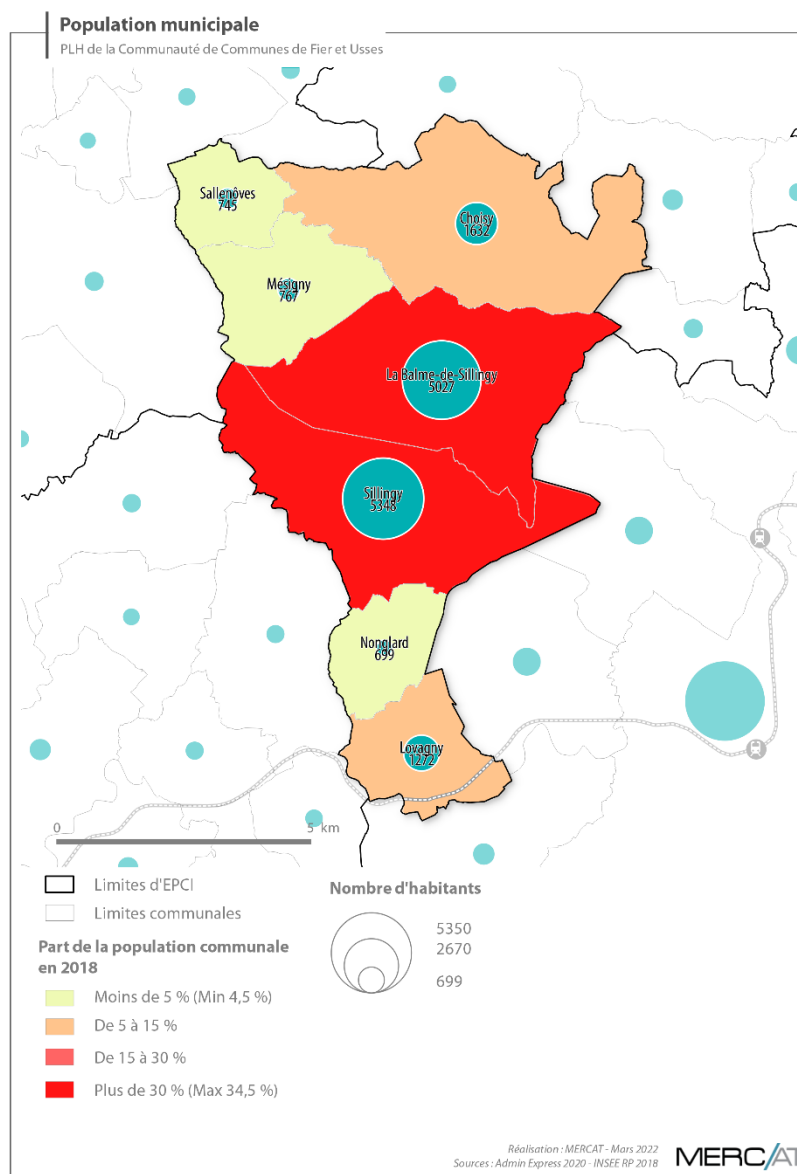 Population municipale
PLH de la Communauté de Communes de Fier et Usses
Sallenôves
745
Choisy
1632
Mésigny
767
La Balme-de-Sillingy
5027
Sillingy
5348
Nonglard
699
Lovagny
1272
0
5 km
Limites d'EPCI
Limites communales
Part de la population communale
en 2018
Moins de 5 % (Min 4,5 %)
De 5 à 15 %
De 15 à 30 %
Plus de 30 % (Max 34,5 %)
Nombre d'habitants
5350
2670
699
Réalisation : MERCAT - Mars 2022
Sources : Admin Express 2020 - INSEE RP 2018
MERC/AT